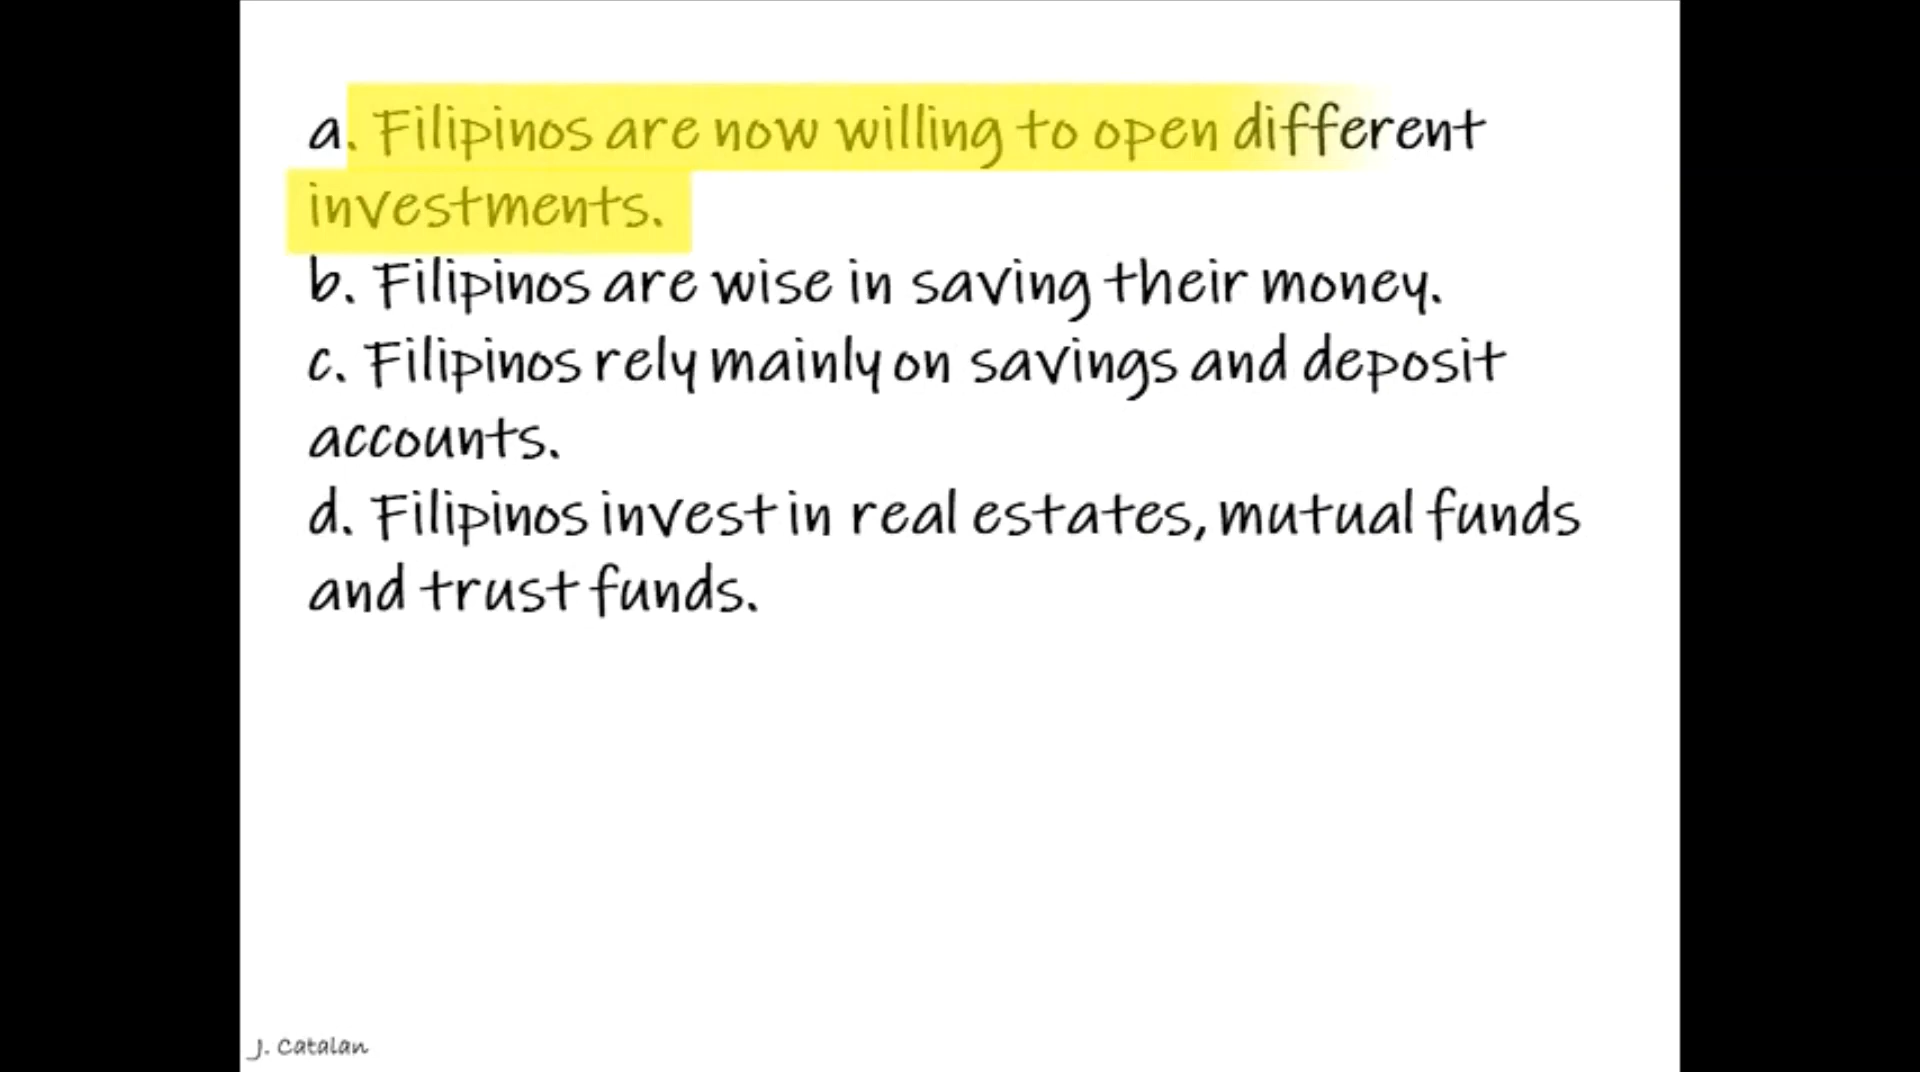 a. Filipinos are now willing to open different
investments.
b. Filipinos are wise in saving their money.
c. Filipinos rely mainly on savings and deposit
accounts.
d. Filipinos invest in real estates, mutual funds
and trust funds.
J. Catalan